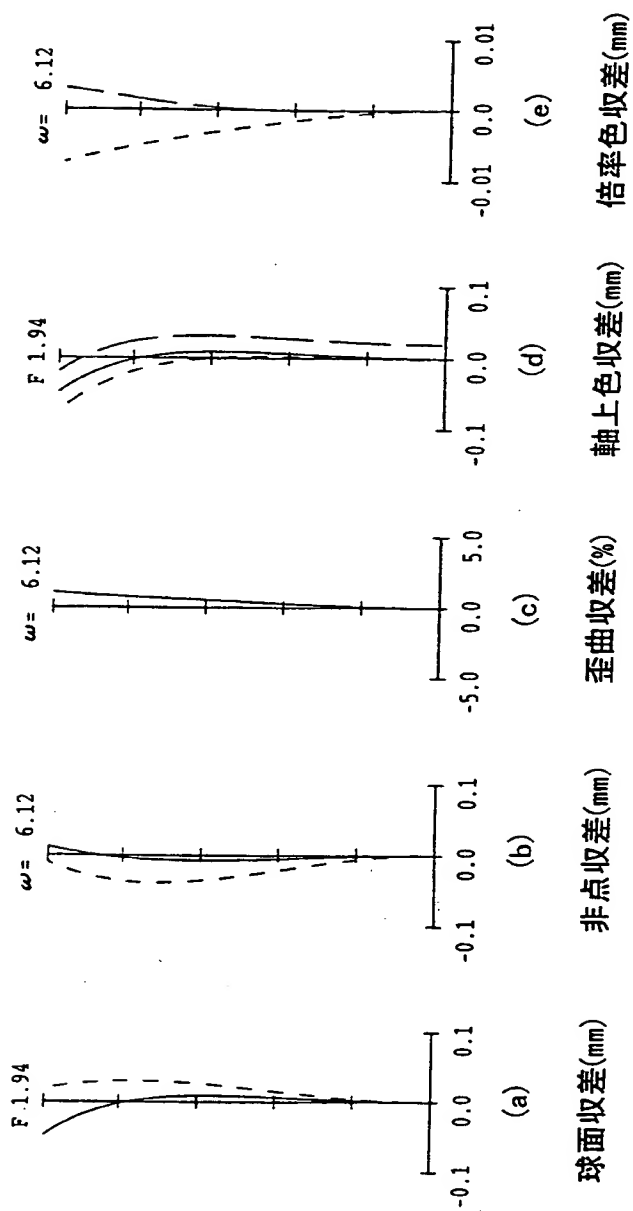 F 1.94
-0.1 0.0 0.1
(a)
球面収差(mm)
ω= 6.12
-0.1 0.0 0.1
(b)
非点収差(mm)
ω= 6.12
-5.0 0.0 5.0
(c)
歪曲収差(%)
F 1.94
-0.1 0.0 0.1
(d)
軸上色収差(mm)
ω= 6.12
-0.01 0.0 0.01
(e)
倍率色収差(mm)